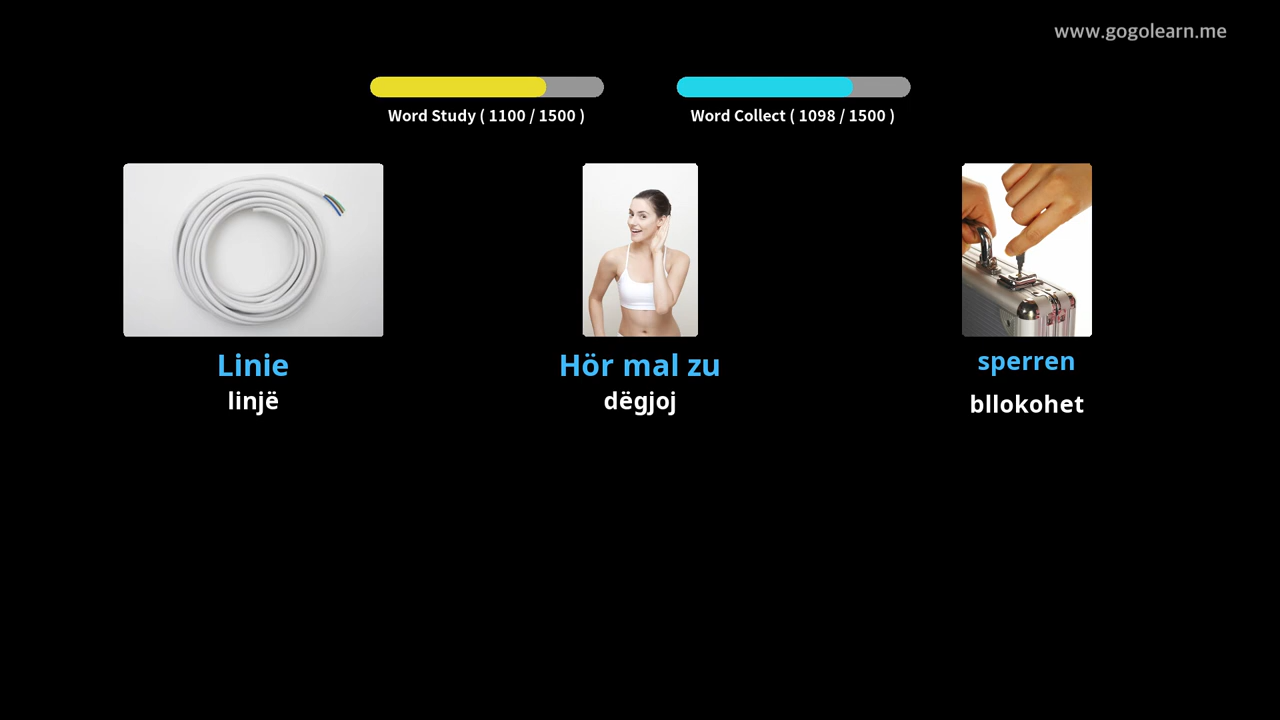 www.gogolearn.me
Word Study ( 1100 / 1500 )
Word Collect ( 1098 / 1500 )
Linie
linjë
Hör mal zu
dëgjoj
sperren
bllokohet